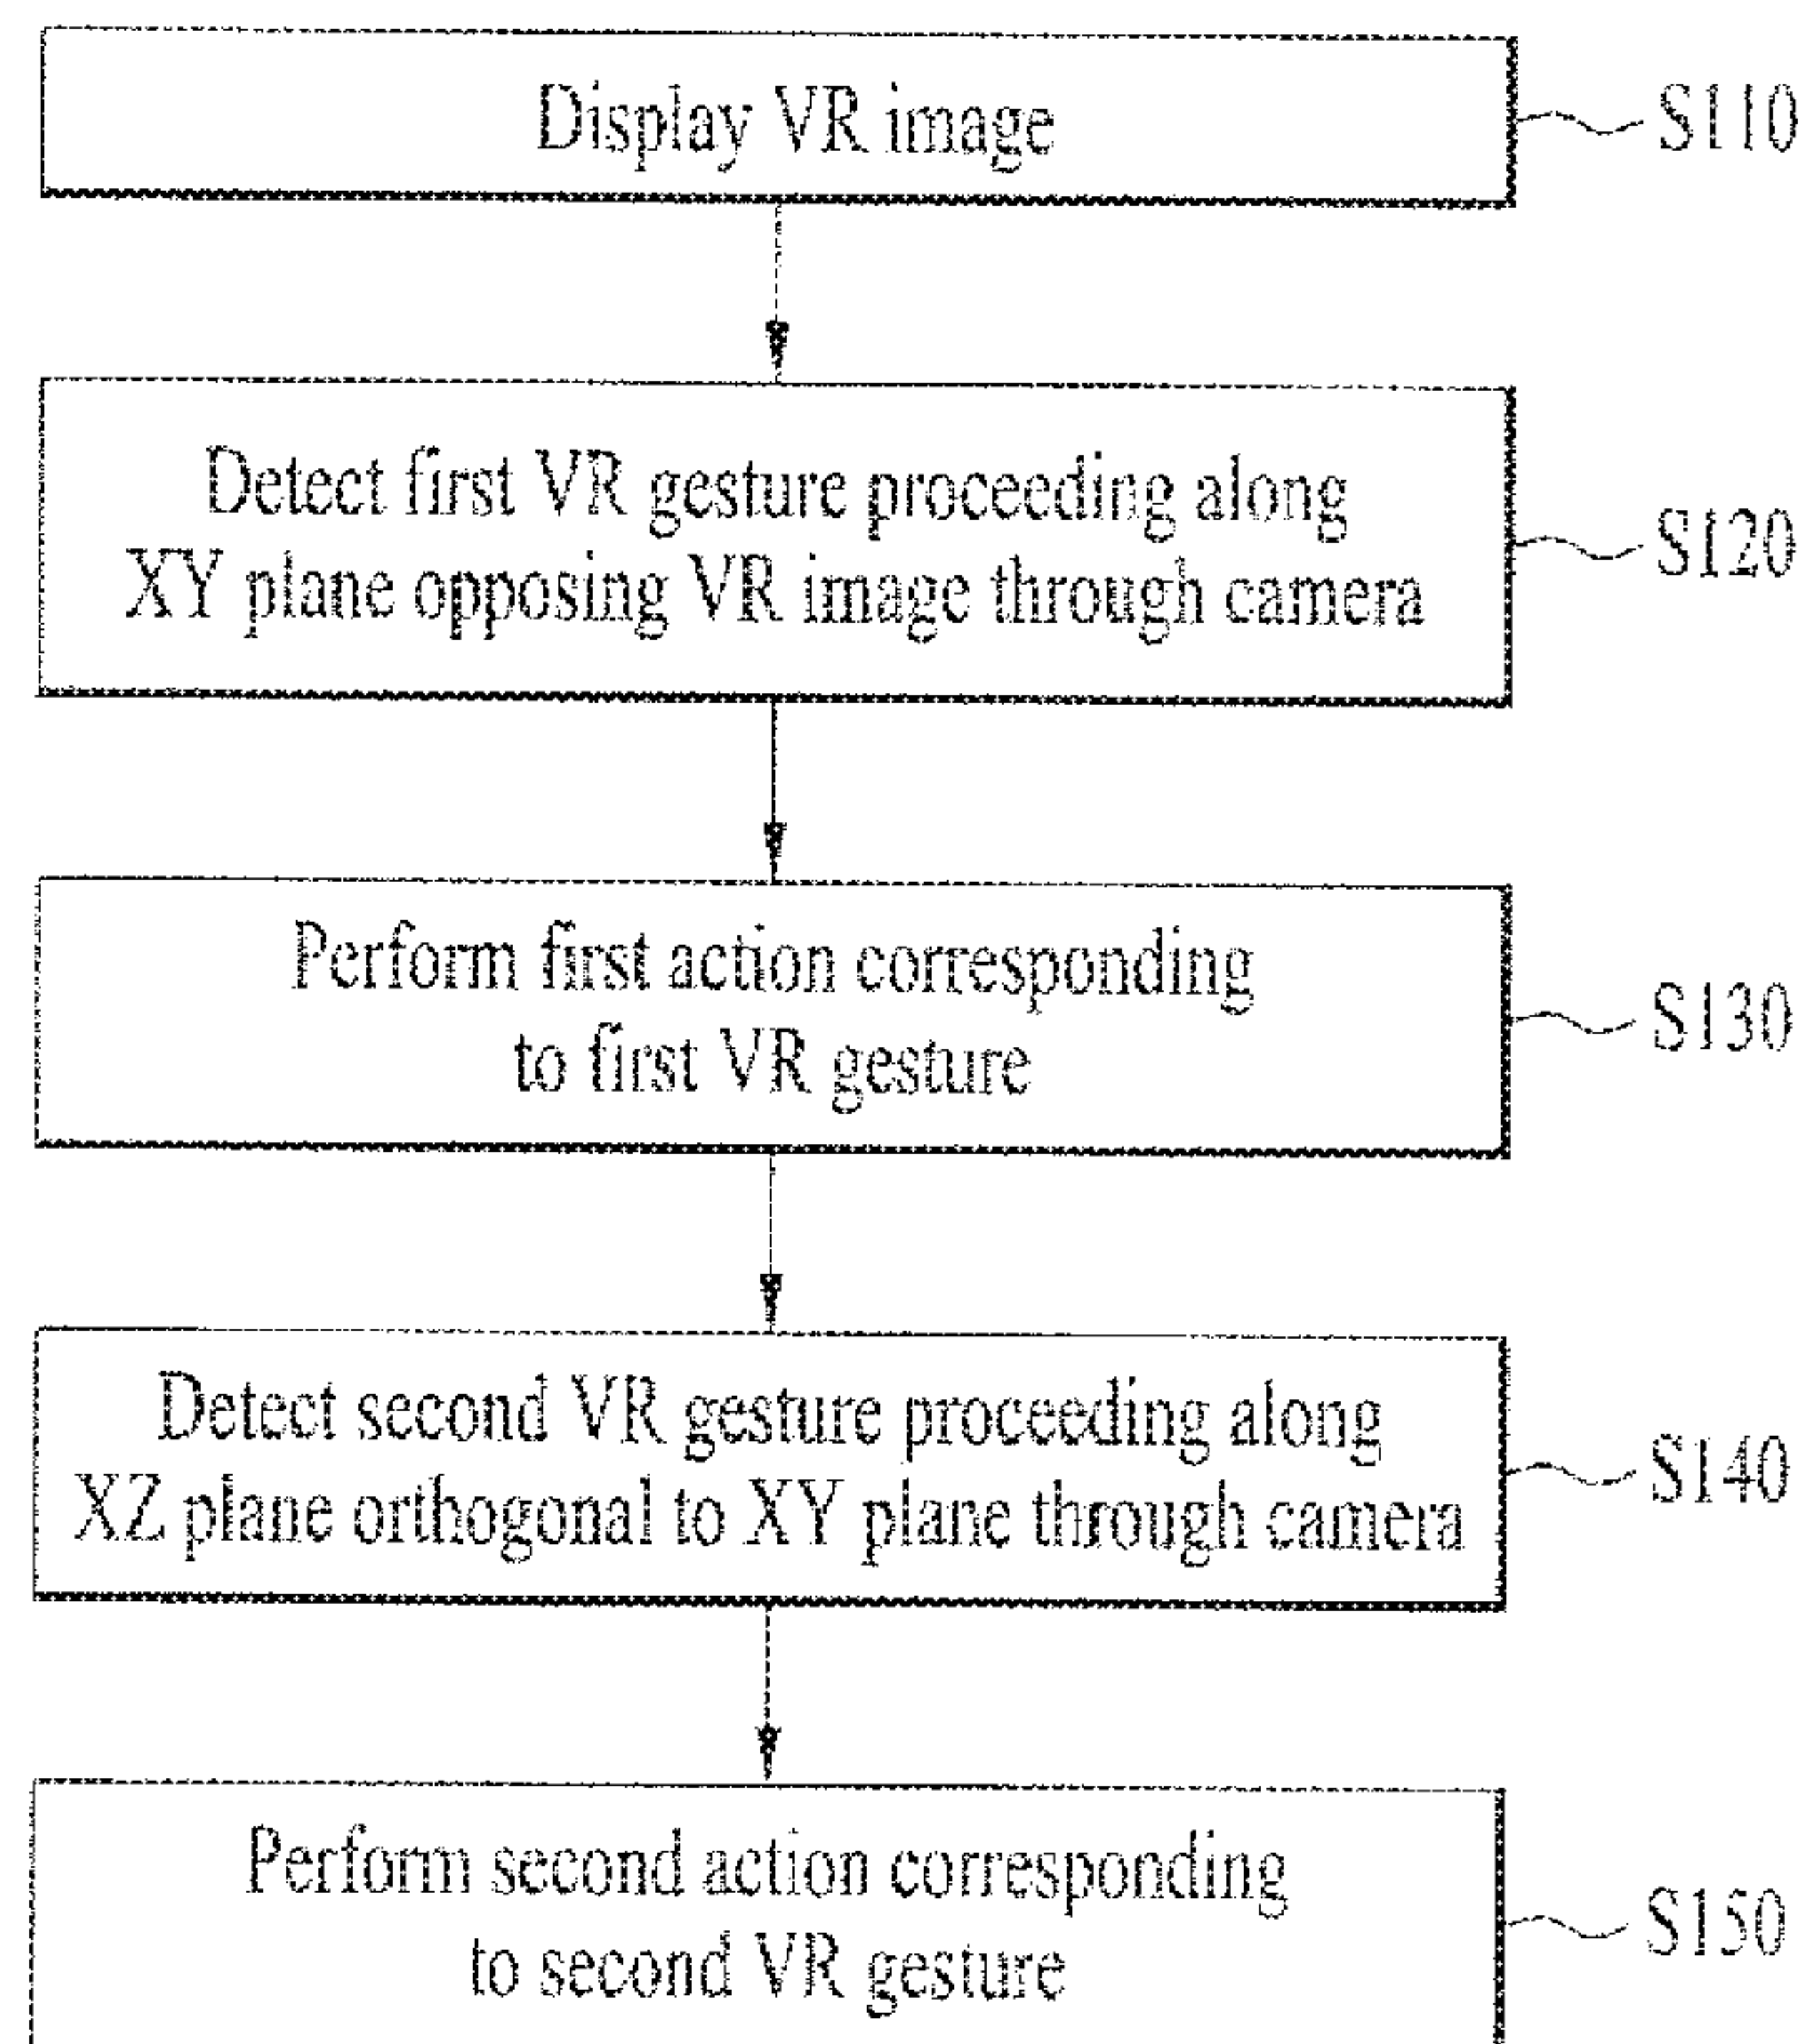 Display VR image
S110
Detect first VR gesture proceeding along
XY plane opposing VR image through camera
S120
Perform first action corresponding
to first VR gesture
S130
Detect second VR gesture proceeding along
XZ plane orthogonal to XY plane through camera
S140
Perform second action corresponding
to second VR gesture
S150